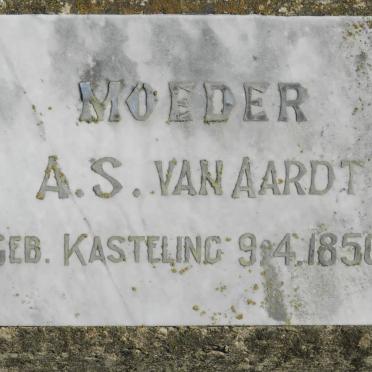 MOEDER
A.S. VAN AARDT
GEB. KASTELING 9.4.1850